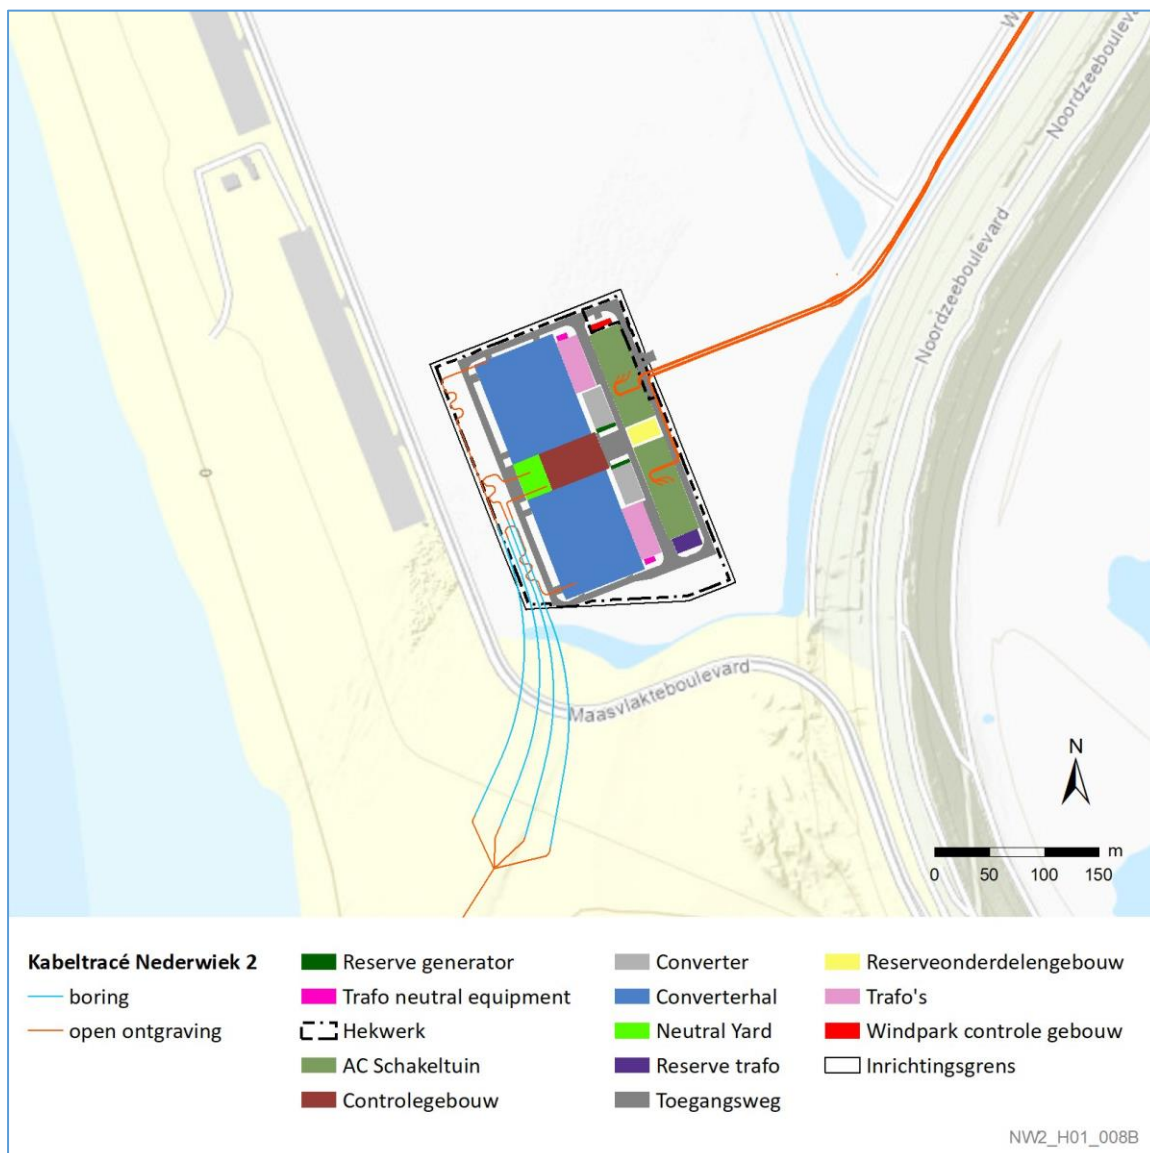 W
Noordzeeboulevard
Noordzeeboulevard
Maasvlakteboulevard
N
m
0 50 100 150
Kabeltracé Nederwiek 2
boring
open ontgraving
Reserve generator
Trafo neutral equipment
Hekwerk
AC Schakeltuin
Controlegebouw
Converter
Converterhal
Neutral Yard
Reserve trafo
Toegangsweg
Reserveonderdelengebouw
Trafo's
Windpark controle gebouw
Inrichtingsgrens
NW2_H01_008B